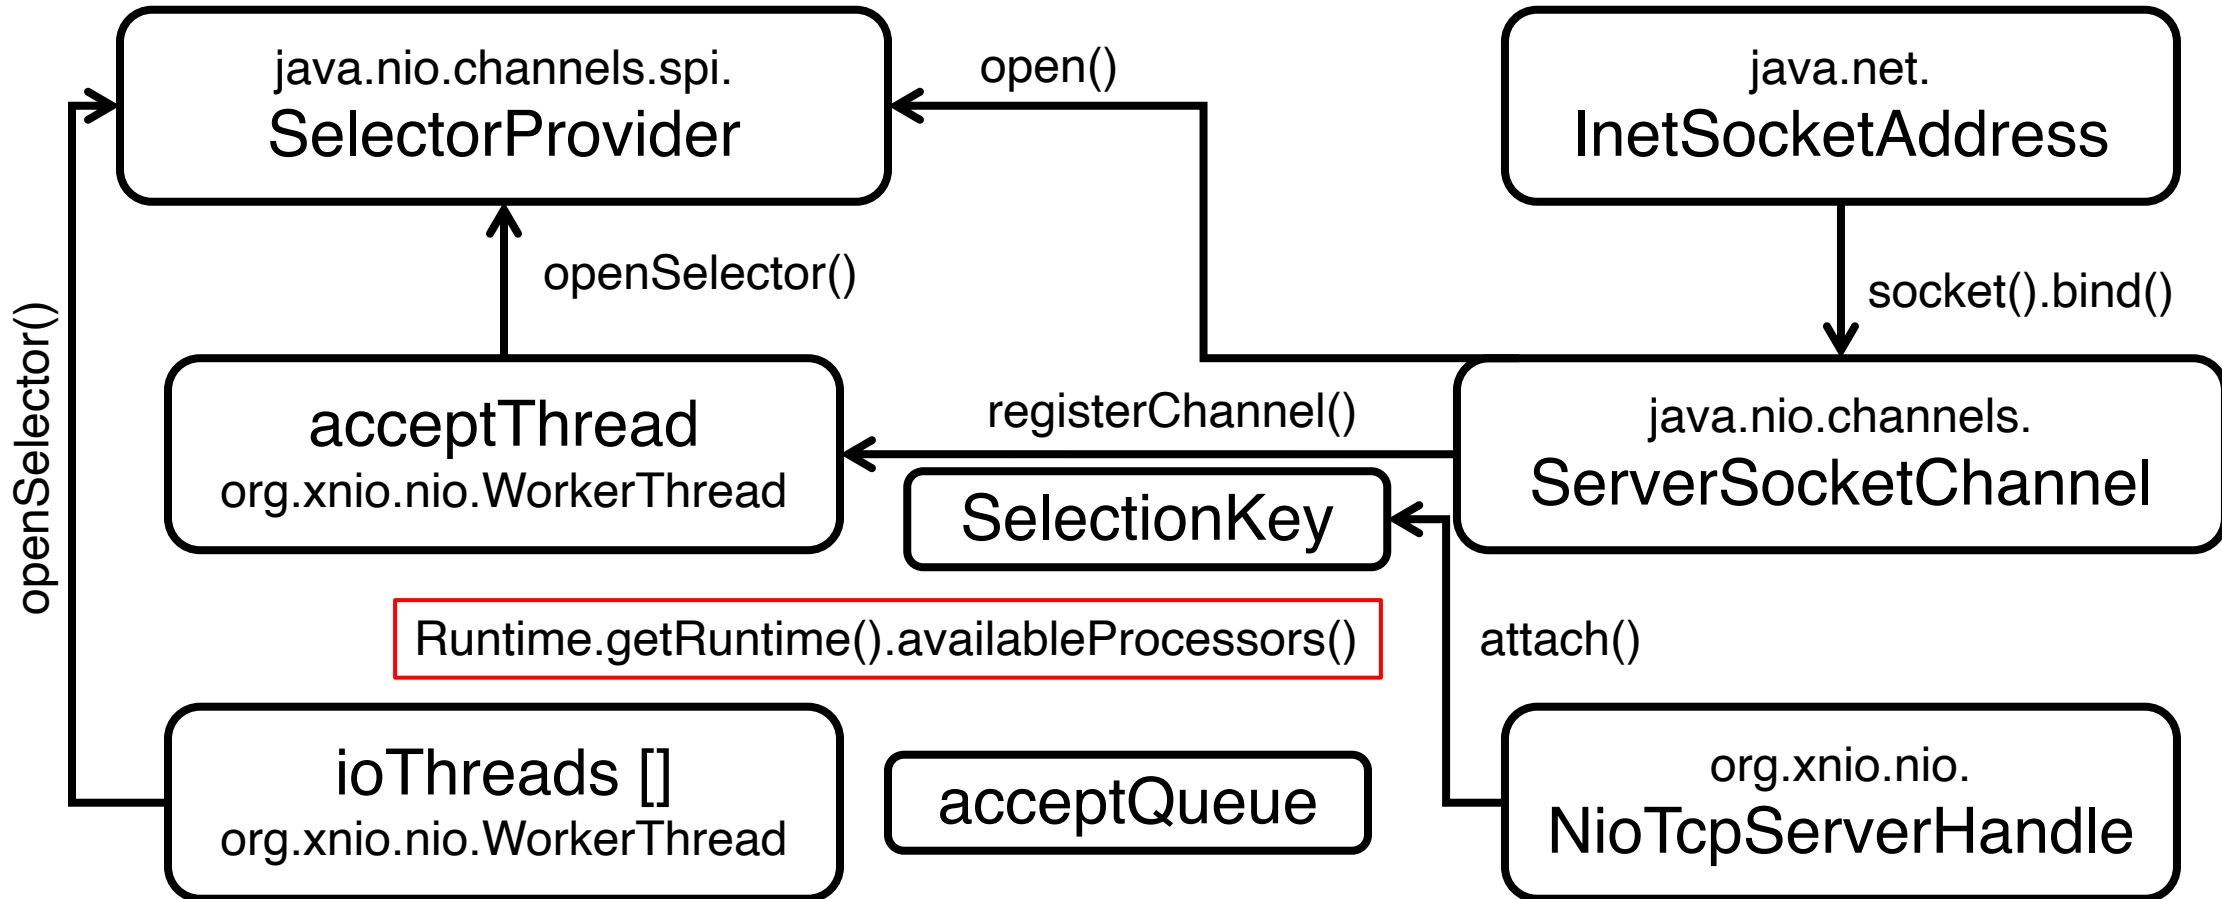 java.nio.channels.spi.
SelectorProvider
open()
java.net.
InetSocketAddress
openSelector()
socket().bind()
openSelector()
acceptThread
org.xnio.nio.WorkerThread
registerChannel()
SelectionKey
java.nio.channels.
ServerSocketChannel
Runtime.getRuntime().availableProcessors()
attach()
ioThreads []
org.xnio.nio.WorkerThread
acceptQueue
org.xnio.nio.
NioTcpServerHandle